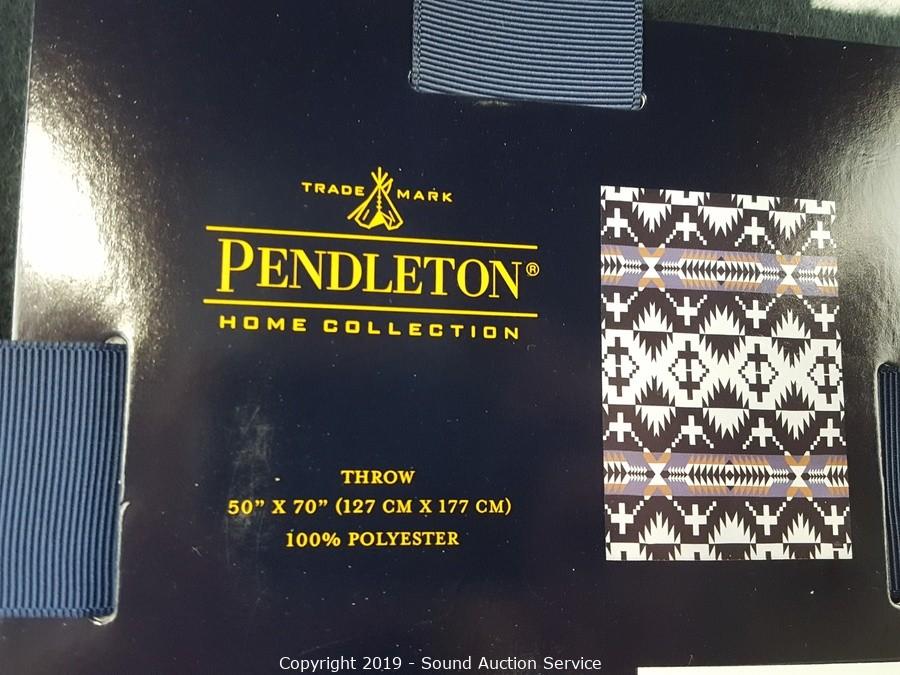 TRADE MARK
PENDLETON®
HOME COLLECTION
THROW
50” X 70” (127 CM X 177 CM)
100% POLYESTER
Copyright 2019 - Sound Auction Service